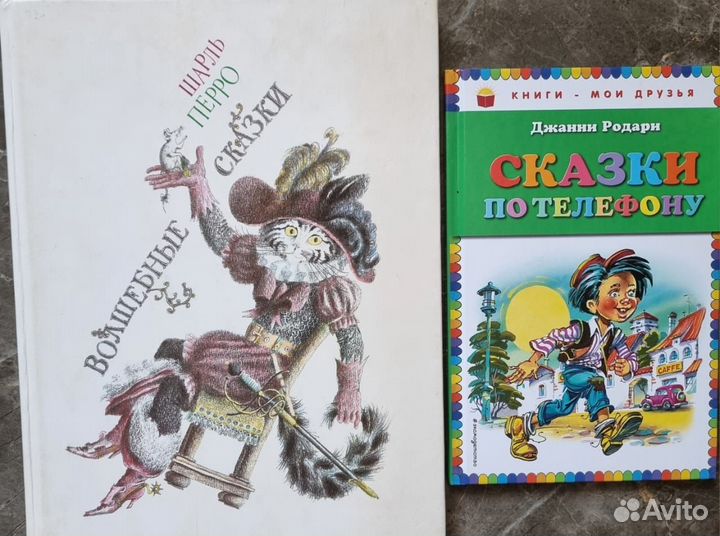 ШАРЛЬ
ПЕРРО
ВОЛШЕБНЫЕ
СКАЗКИ
КНИГИ - МОИ ДРУЗЬЯ
Джанни Родари
СКАЗКИ
ПО ТЕЛЕФОНУ
CAFFE
Avito